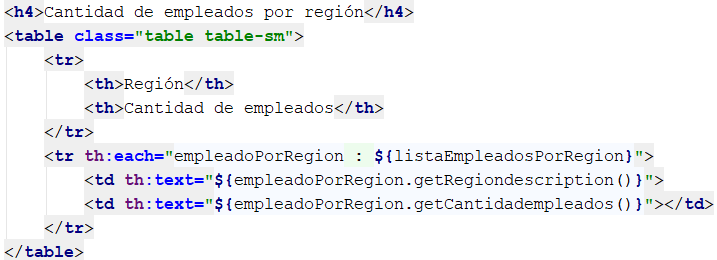 <h4>Cantidad de empleados por región</h4>
<table class="table table-sm">
<tr>
<th>Región</th>
<th>Cantidad de empleados</th>
</tr>
<tr th:each="empleadoPorRegion : ${listaEmpleadosPorRegion}">
<td th:text="${empleadoPorRegion.getRegiondescription()}">
<td th:text="${empleadoPorRegion.getCantidadempleados()}"></td>
</tr>
</table>